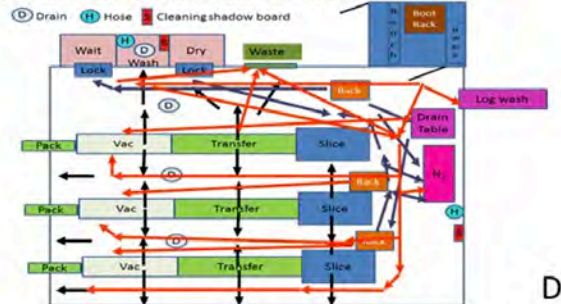 D Drain H Hose S Cleaning shadow board
Boot
Rack
Wait H D S Dry Waste
Wash
Lock Lock
Rack
Log wash
D
Drain
Table
Pack Vac Transfer Slice
D Rack N₂
Pack Vac Transfer Slice
H
D
S
Pack Vac Transfer Slice
D